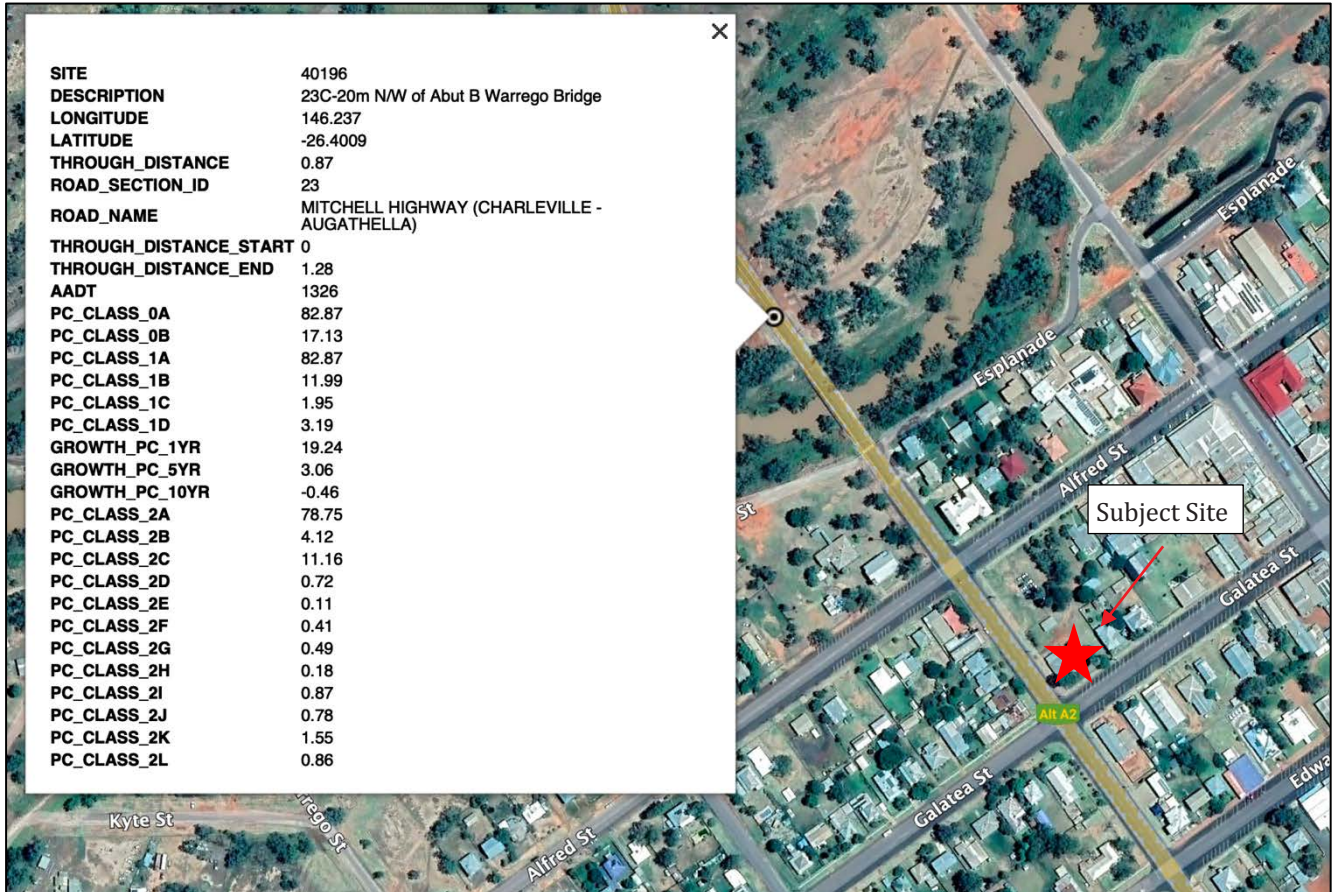 SITE 40196
DESCRIPTION 23C-20m N/W of Abut B Warrego Bridge
LONGITUDE 146.237
LATITUDE -26.4009
THROUGH_DISTANCE 0.87
ROAD_SECTION_ID 23
ROAD_NAME MITCHELL HIGHWAY (CHARLEVILLE -
AUGATHELLA)
THROUGH_DISTANCE_START 0
THROUGH_DISTANCE_END 1.28
AADT 1326
PC_CLASS_0A 82.87
PC_CLASS_0B 17.13
PC_CLASS_1A 82.87
PC_CLASS_1B 11.99
PC_CLASS_1C 1.95
PC_CLASS_1D 3.19
GROWTH_PC_1YR 19.24
GROWTH_PC_5YR 3.06
GROWTH_PC_10YR -0.46
PC_CLASS_2A 78.75
PC_CLASS_2B 4.12
PC_CLASS_2C 11.16
PC_CLASS_2D 0.72
PC_CLASS_2E 0.11
PC_CLASS_2F 0.41
PC_CLASS_2G 0.49
PC_CLASS_2H 0.18
PC_CLASS_2I 0.87
PC_CLASS_2J 0.78
PC_CLASS_2K 1.55
PC_CLASS_2L 0.86
Esplanade
Esplanade
Alfred St
St
Subject Site
Galatea St
Alt A2
Galatea St
Edwa
Kyte St
rrego St
Alfred St